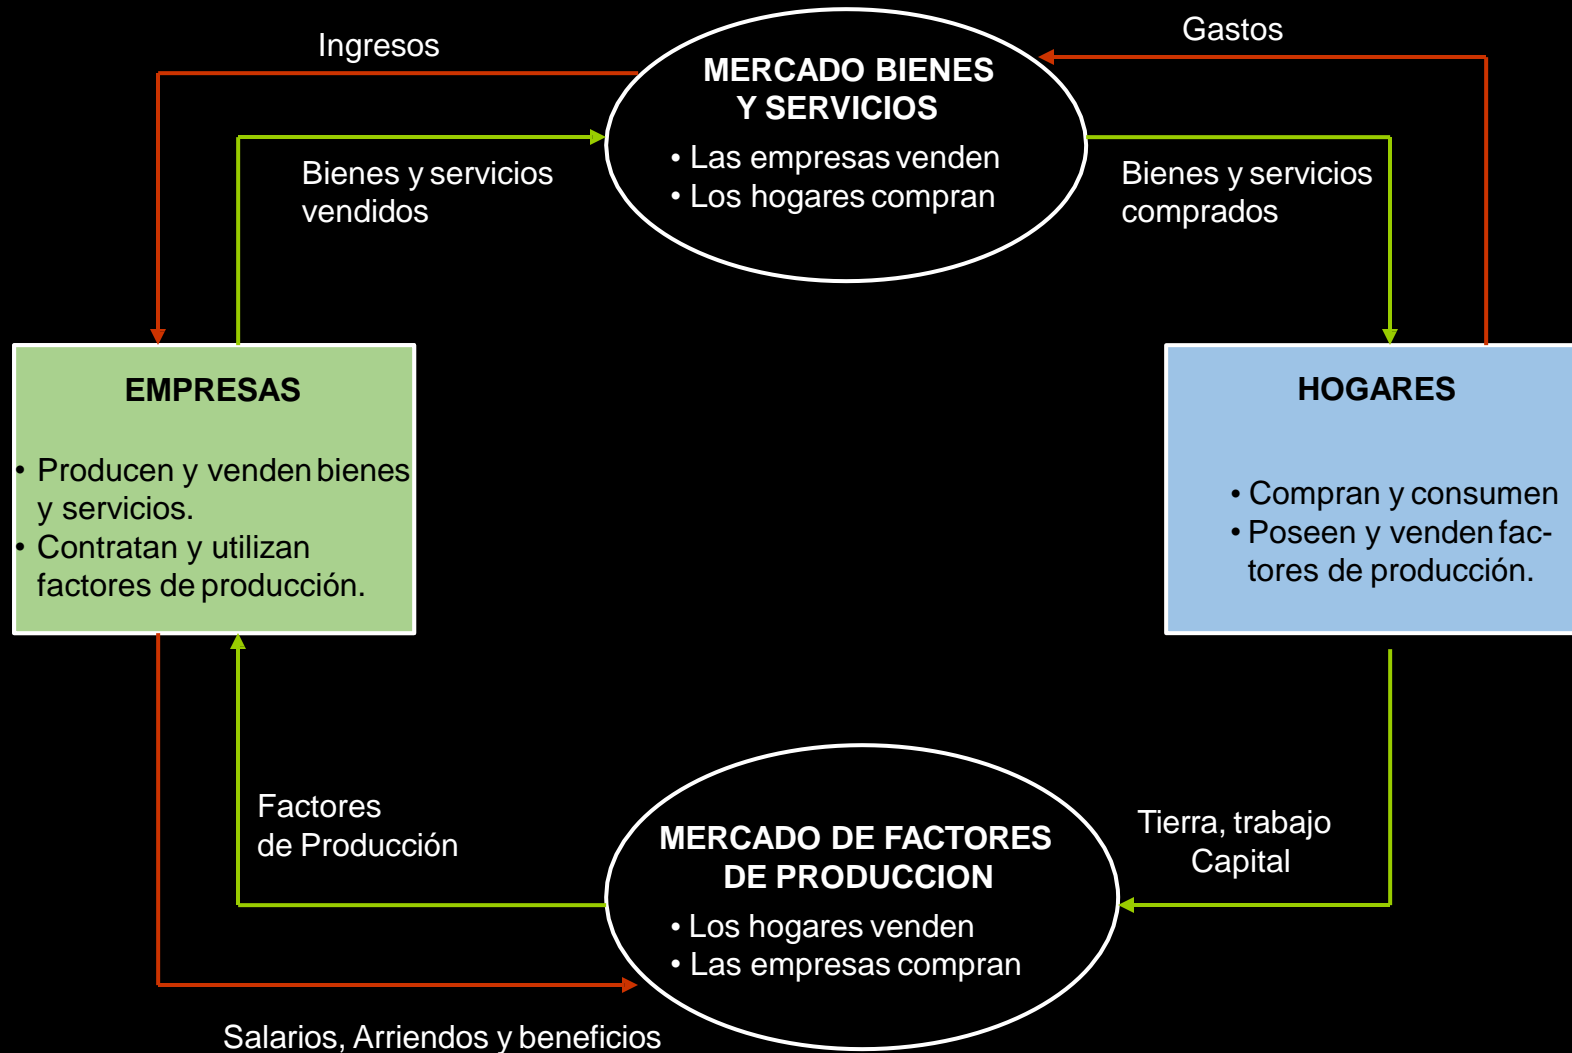 Ingresos
Gastos
MERCADO BIENES
Y SERVICIOS
• Las empresas venden
• Los hogares compran
Bienes y servicios
vendidos
Bienes y servicios
comprados
EMPRESAS
• Producen y venden bienes
y servicios.
• Contratan y utilizan
factores de producción.
HOGARES
• Compran y consumen
• Poseen y venden fac-
tores de producción.
Factores
de Producción
MERCADO DE FACTORES
DE PRODUCCION
• Los hogares venden
• Las empresas compran
Tierra, trabajo
Capital
Salarios, Arriendos y beneficios